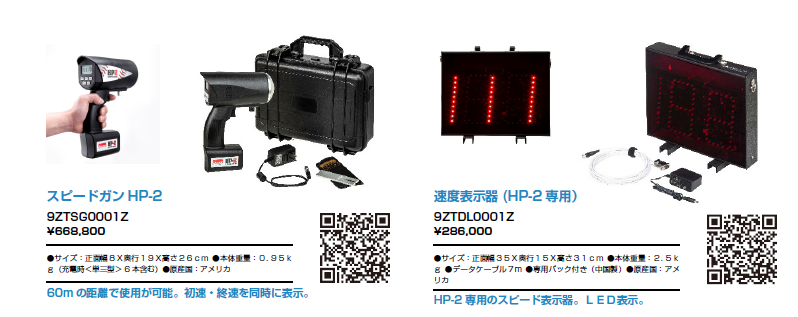 スピードガンHP-2
9ZTSG0001Z
¥668,800
●サイズ：正面幅８X奥行１９X高さ２６ｃｍ ●本体重量：０.９５ｋ
ｇ（充電時＜単三型＞６本含む）●原産国：アメリカ
60mの距離で使用が可能。初速・終速を同時に表示。
速度表示器（HP-2専用）
9ZTDL0001Z
¥286,000
●サイズ：正面幅３５X奥行１５X高さ３１ｃｍ ●本体重量：２.５ｋ
ｇ ●データケーブル７ｍ ●専用バック付き（中国製）●原産国：アメ
リカ
HP-2専用のスピード表示器。ＬＥＤ表示。